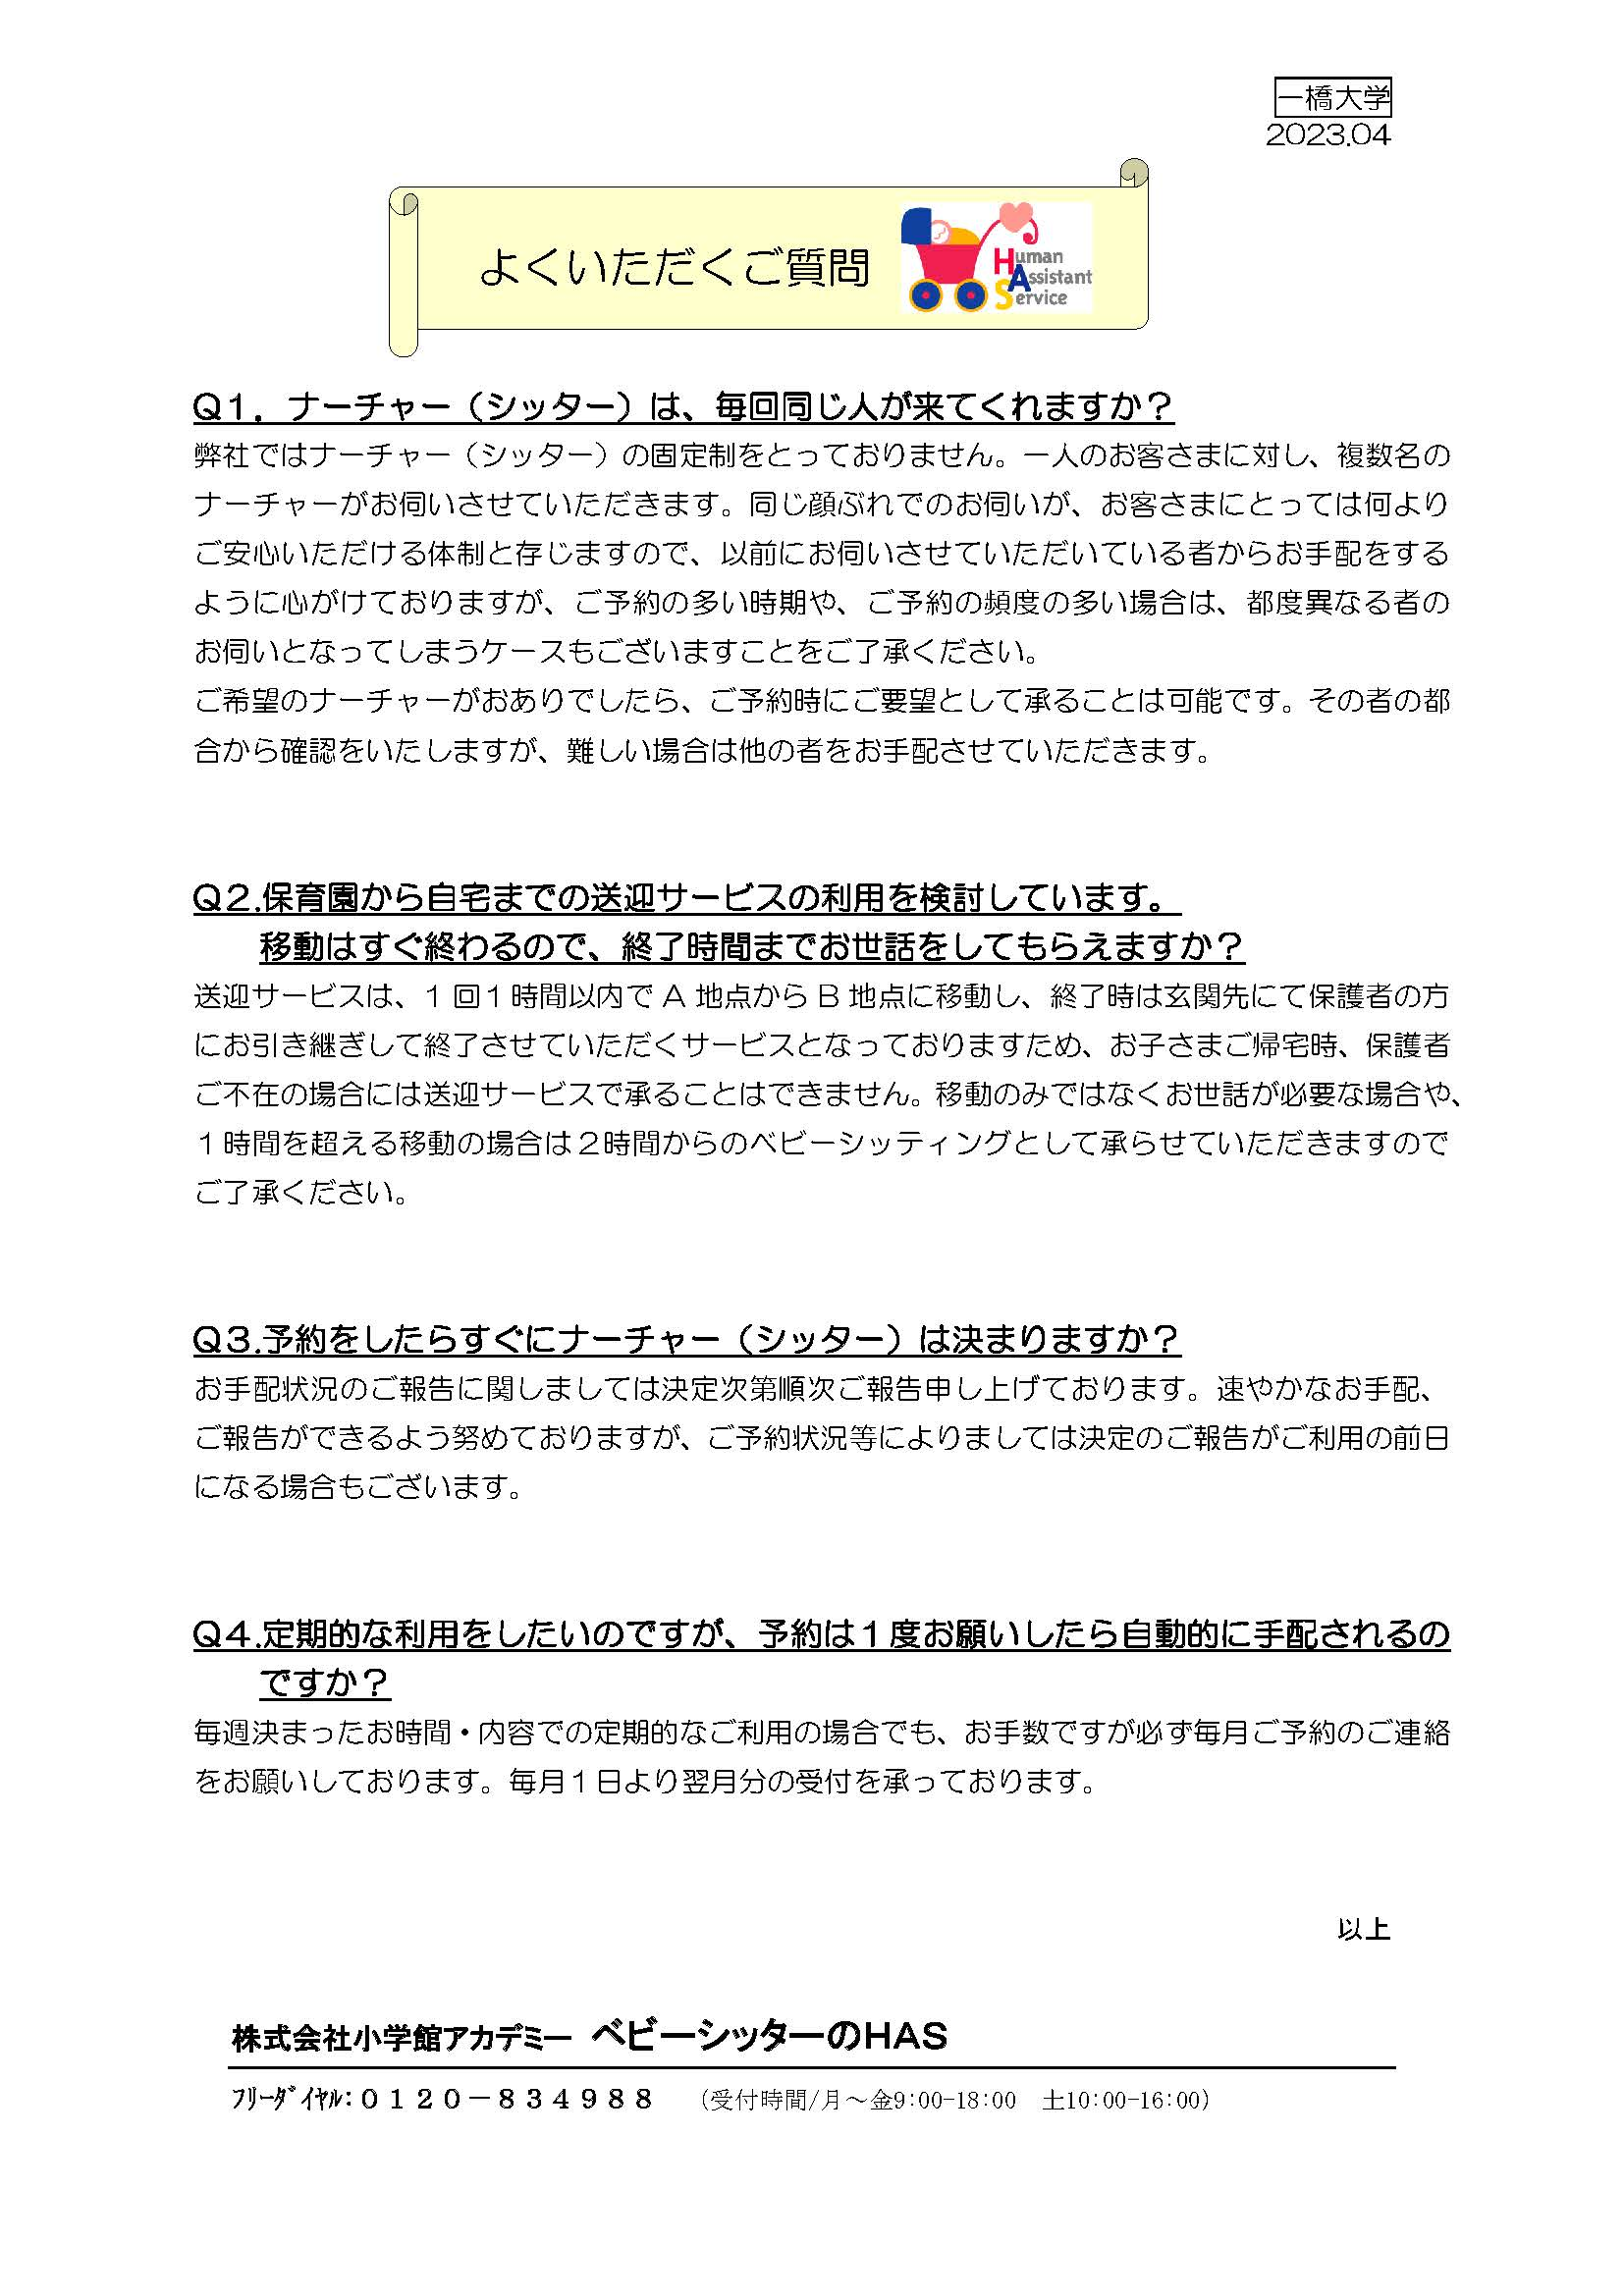 一橋大学
2023.04
よくいただくご質問
Human
Assistant
Service
Q1．ナーチャー（シッター）は、毎回同じ人が来てくれますか？
弊社ではナーチャー（シッター）の固定制をとっておりません。一人のお客さまに対し、複数名の
ナーチャーがお伺いさせていただきます。同じ顔ぶれでのお伺いが、お客さまにとっては何より
ご安心いただける体制と存じますので、以前にお伺いさせていただいている者からお手配をする
ように心がけておりますが、ご予約の多い時期や、ご予約の頻度の多い場合は、都度異なる者の
お伺いとなってしまうケースもございますことをご了承ください。
ご希望のナーチャーがおありでしたら、ご予約時にご要望として承ることは可能です。その者の都
合から確認をいたしますが、難しい場合は他の者をお手配させていただきます。
Q2.保育園から自宅までの送迎サービスの利用を検討しています。
移動はすぐ終わるので、終了時間までお世話をしてもらえますか？
送迎サービスは、1 回 1 時間以内で A 地点から B 地点に移動し、終了時は玄関先にて保護者の方
にお引き継ぎして終了させていただくサービスとなっておりますため、お子さまご帰宅時、保護者
ご不在の場合には送迎サービスで承ることはできません。移動のみではなくお世話が必要な場合や、
1 時間を超える移動の場合は２時間からのベビーシッティングとして承らせていただきますので
ご了承ください。
Q3.予約をしたらすぐにナーチャー（シッター）は決まりますか？
お手配状況のご報告に関しましては決定次第順次ご報告申し上げております。速やかなお手配、
ご報告ができるよう努めておりますが、ご予約状況等によりましては決定のご報告がご利用の前日
になる場合もございます。
Q4.定期的な利用をしたいのですが、予約は１度お願いしたら自動的に手配されるの
ですか？
毎週決まったお時間・内容での定期的なご利用の場合でも、お手数ですが必ず毎月ご予約のご連絡
をお願いしております。毎月１日より翌月分の受付を承っております。
以上
株式会社小学館アカデミー ベビーシッターのHAS
ﾌﾘｰﾀﾞｲﾔﾙ：０１２０－８３４９８８ （受付時間/月～金9:00-18:00 土10:00-16:00）